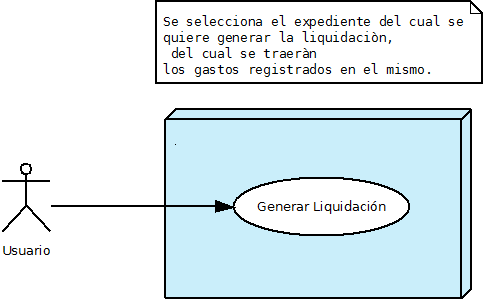 Se selecciona el expediente del cual se
quiere generar la liquidaciòn,
del cual se traeràn
los gastos registrados en el mismo.
.
Generar Liquidación
Usuario